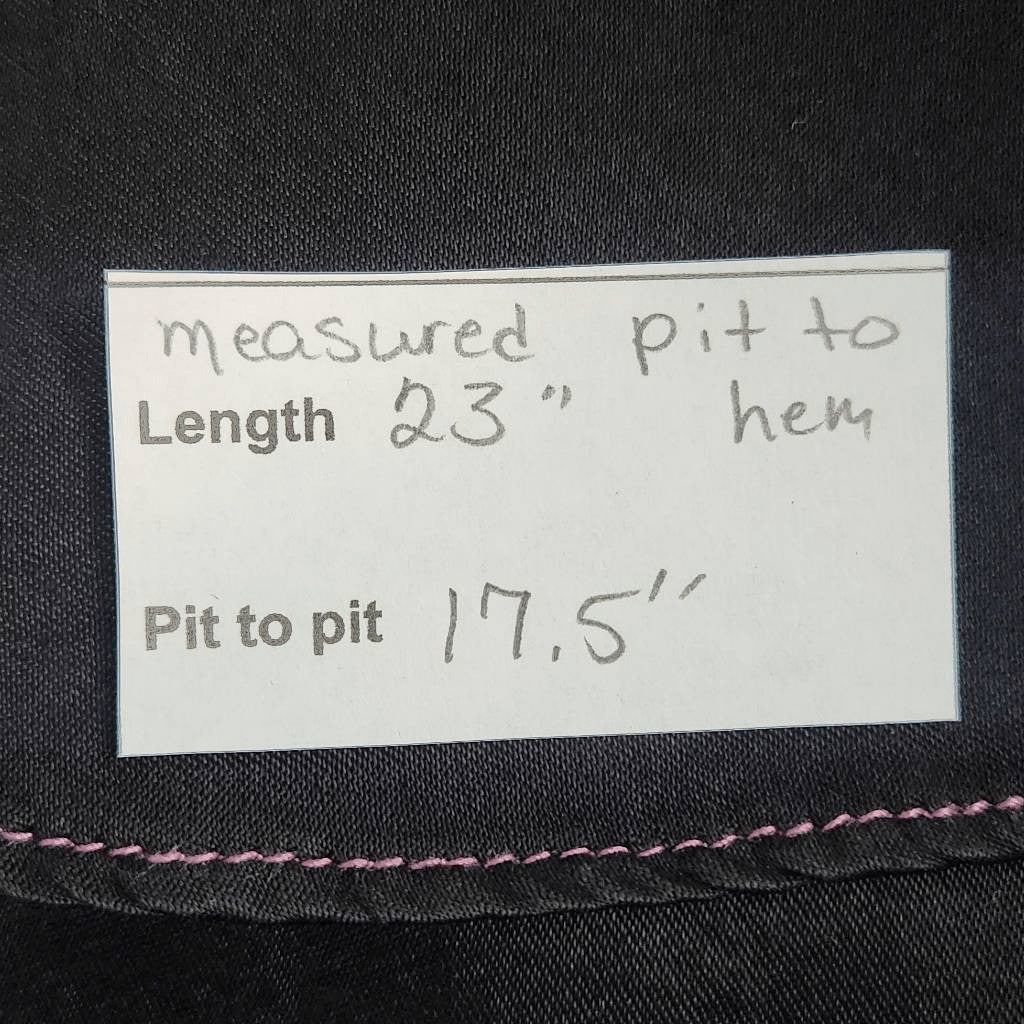 measured pit to
Length 23" hem
Pit to pit 17.5"